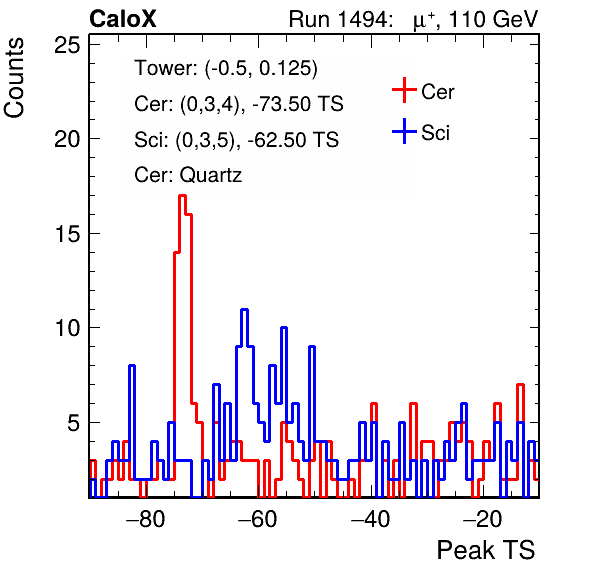 CaloX Run 1494: μ⁺, 110 GeV
Counts
25
20
15
10
5
Tower: (-0.5, 0.125)
Cer: (0,3,4), -73.50 TS
Sci: (0,3,5), -62.50 TS
Cer: Quartz
Cer
Sci
−80 −60 −40 −20
Peak TS